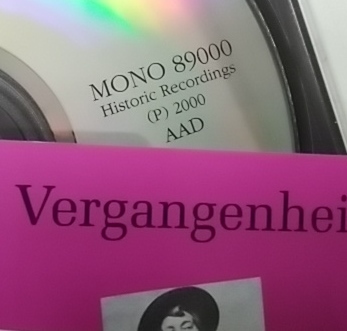 MONO 89000
Historic Recordings
(P) 2000
AAD
Vergangenhei